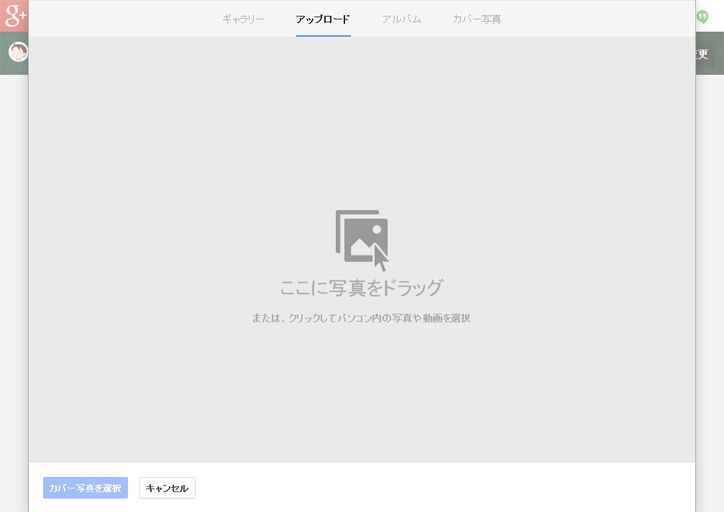 g+
ギャラリー アップロード アルバム カバー写真
更
ここに写真をドラッグ
または、クリックしてパソコン内の写真や動画を選択
カバー写真を選択 キャンセル